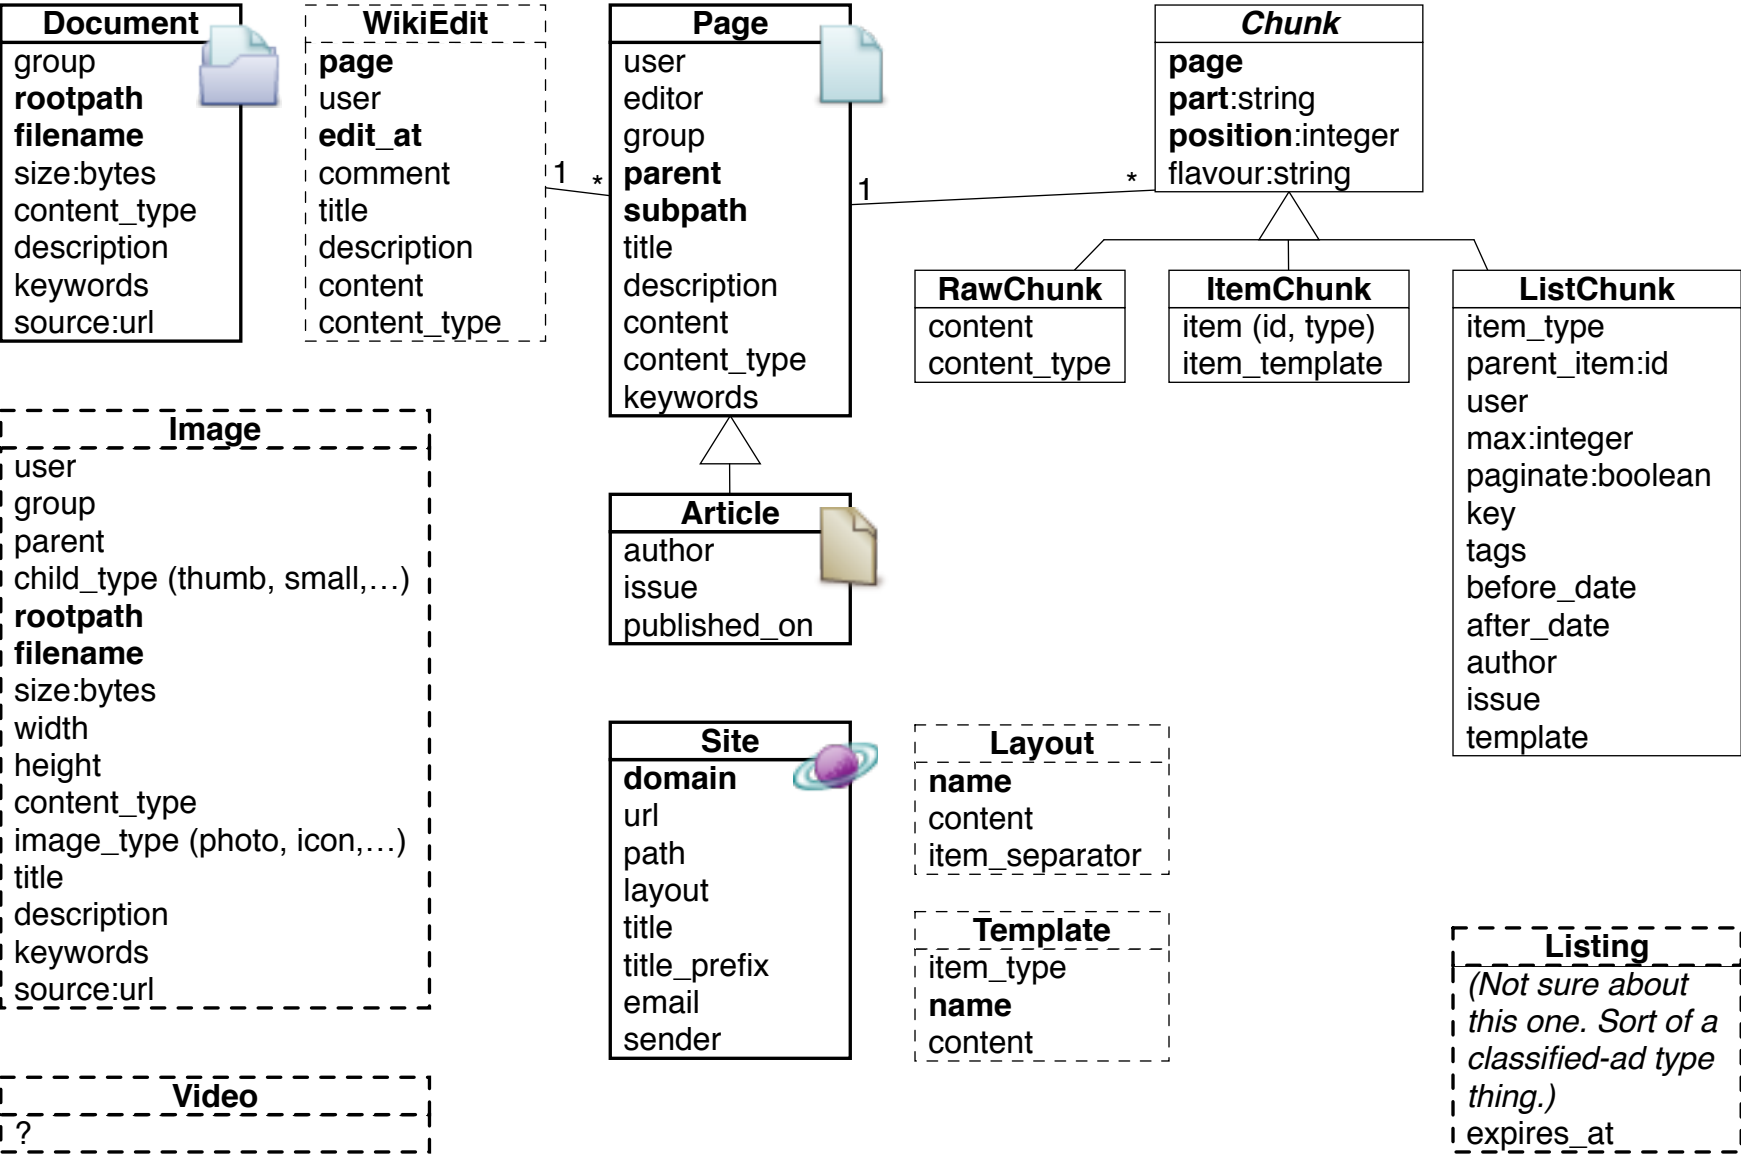 Document
group
rootpath
filename
size:bytes
content_type
description
keywords
source:url
WikiEdit
page
user
edit_at
comment
title
description
content
content_type
1
*
Page
user
editor
group
parent
subpath
title
description
content
content_type
keywords
1
*
Chunk
page
part:string
position:integer
flavour:string
RawChunk
content
content_type
ItemChunk
item (id, type)
item_template
ListChunk
item_type
parent_item:id
user
max:integer
paginate:boolean
key
tags
before_date
after_date
author
issue
template
Image
user
group
parent
child_type (thumb, small,…)
rootpath
filename
size:bytes
width
height
content_type
image_type (photo, icon,…)
title
description
keywords
source:url
Article
author
issue
published_on
Site
domain
url
path
layout
title
title_prefix
email
sender
Layout
name
content
item_separator
Template
item_type
name
content
Listing
(Not sure about
this one. Sort of a
classified-ad type
thing.)
expires_at
Video
?